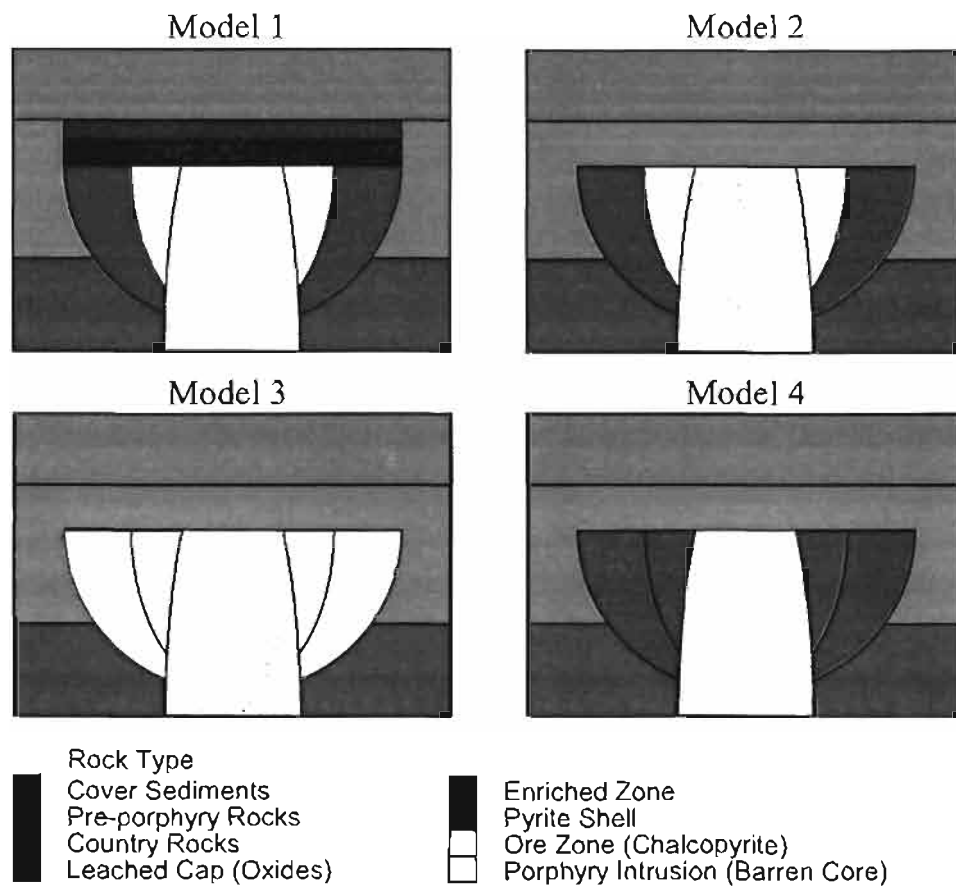 Model 1
Model 2
Model 3
Model 4
Rock Type
Cover Sediments
Pre-porphyry Rocks
Country Rocks
Leached Cap (Oxides)
Enriched Zone
Pyrite Shell
Ore Zone (Chalcopyrite)
Porphyry Intrusion (Barren Core)